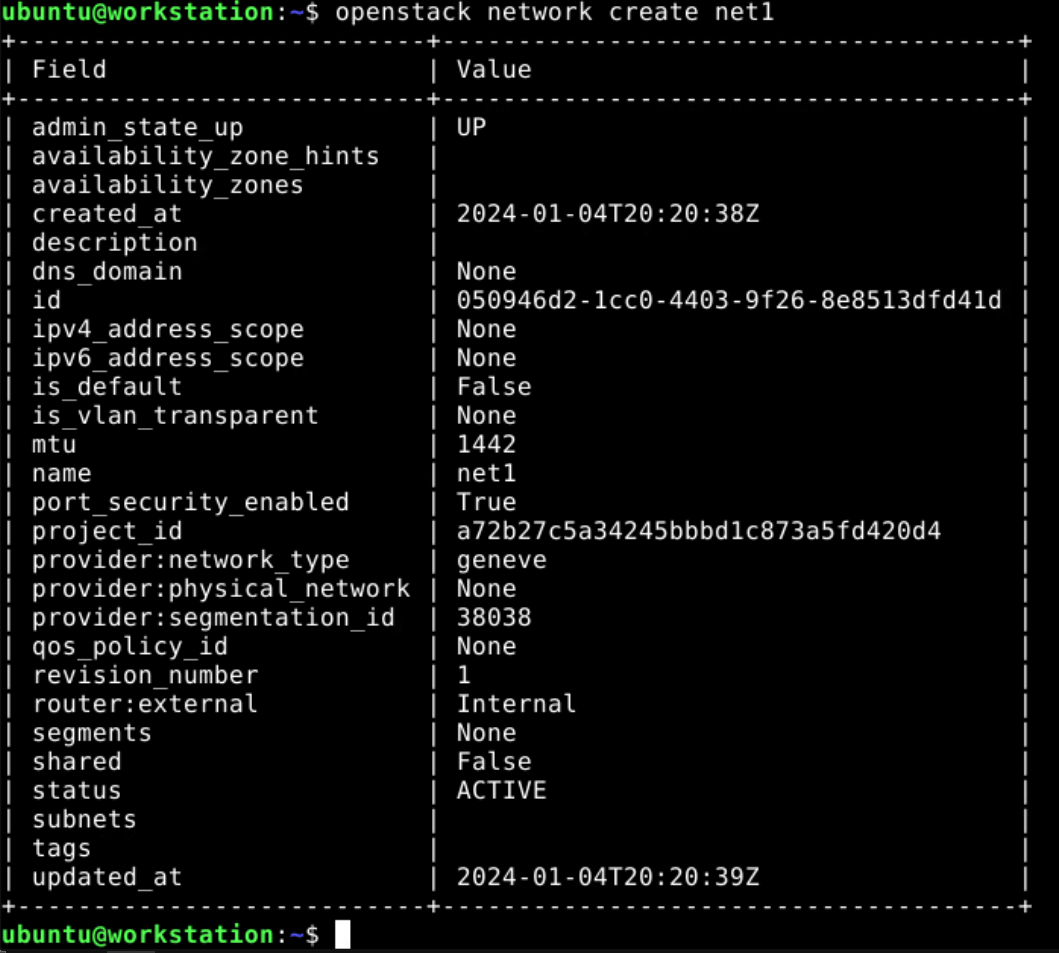 ubuntu@workstation:~$ openstack network create net1
+---------------------------+--------------------------------------+
| Field                     | Value                                |
+---------------------------+--------------------------------------+
| admin_state_up            | UP                                   |
| availability_zone_hints   |                                      |
| availability_zones        |                                      |
| created_at                | 2024-01-04T20:20:38Z                 |
| description               |                                      |
| dns_domain                | None                                 |
| id                        | 050946d2-1cc0-4403-9f26-8e8513dfd41d |
| ipv4_address_scope        | None                                 |
| ipv6_address_scope        | None                                 |
| is_default                | False                                |
| is_vlan_transparent       | None                                 |
| mtu                       | 1442                                 |
| name                      | net1                                 |
| port_security_enabled     | True                                 |
| project_id                | a72b27c5a34245bbbd1c873a5fd420d4     |
| provider:network_type     | geneve                               |
| provider:physical_network | None                                 |
| provider:segmentation_id  | 38038                                |
| qos_policy_id             | None                                 |
| revision_number           | 1                                    |
| router:external           | Internal                             |
| segments                  | None                                 |
| shared                    | False                                |
| status                    | ACTIVE                               |
| subnets                   |                                      |
| tags                      |                                      |
| updated_at                | 2024-01-04T20:20:39Z                 |
+---------------------------+--------------------------------------+
ubuntu@workstation:~$